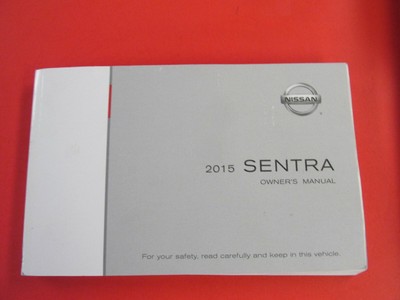 NISSAN
2015 SENTRA
OWNER'S MANUAL
For your safety, read carefully and keep in this vehicle.